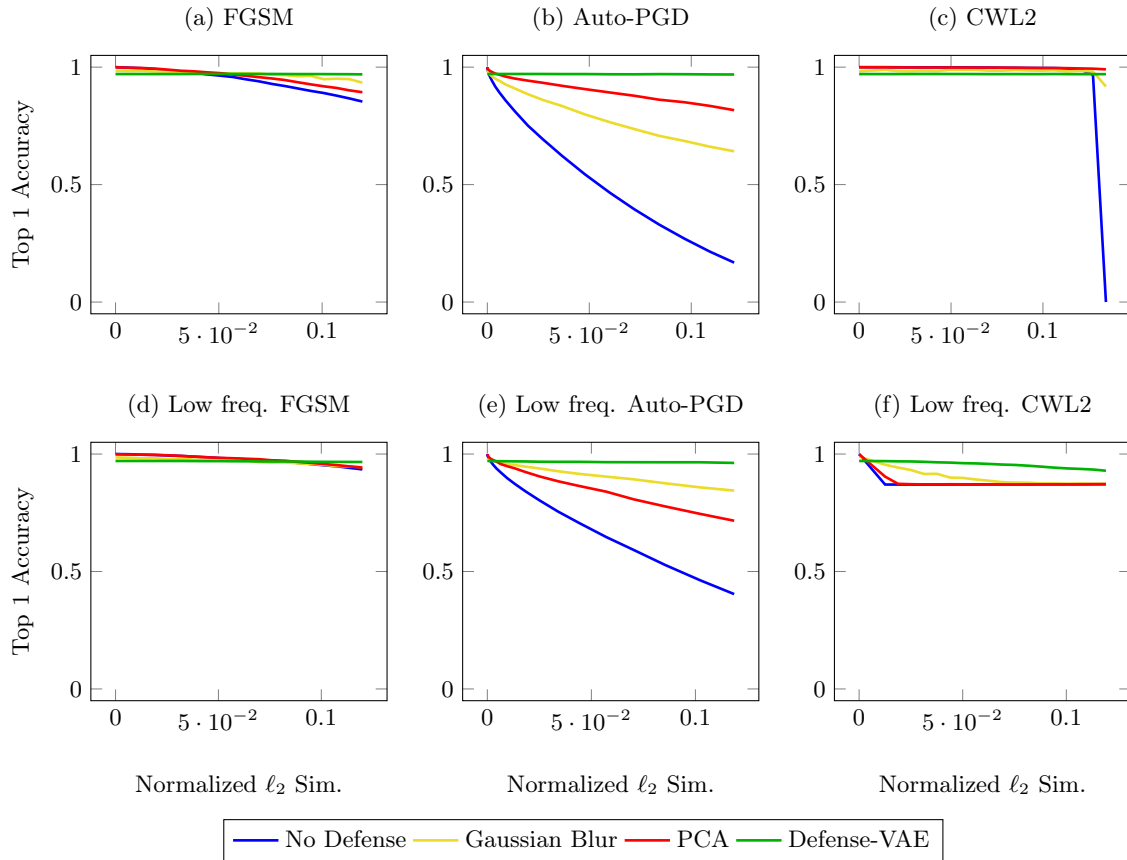 (a) FGSM
(b) Auto-PGD
(c) CWL2
Top 1 Accuracy
1
0.5
0
0
5 · 10⁻²
0.1
1
0.5
0
0
5 · 10⁻²
0.1
1
0.5
0
0
5 · 10⁻²
0.1
(d) Low freq. FGSM
(e) Low freq. Auto-PGD
(f) Low freq. CWL2
Top 1 Accuracy
1
0.5
0
0
5 · 10⁻²
0.1
1
0.5
0
0
5 · 10⁻²
0.1
1
0.5
0
0
5 · 10⁻²
0.1
Normalized ℓ₂ Sim.
Normalized ℓ₂ Sim.
Normalized ℓ₂ Sim.
No Defense Gaussian Blur PCA Defense-VAE